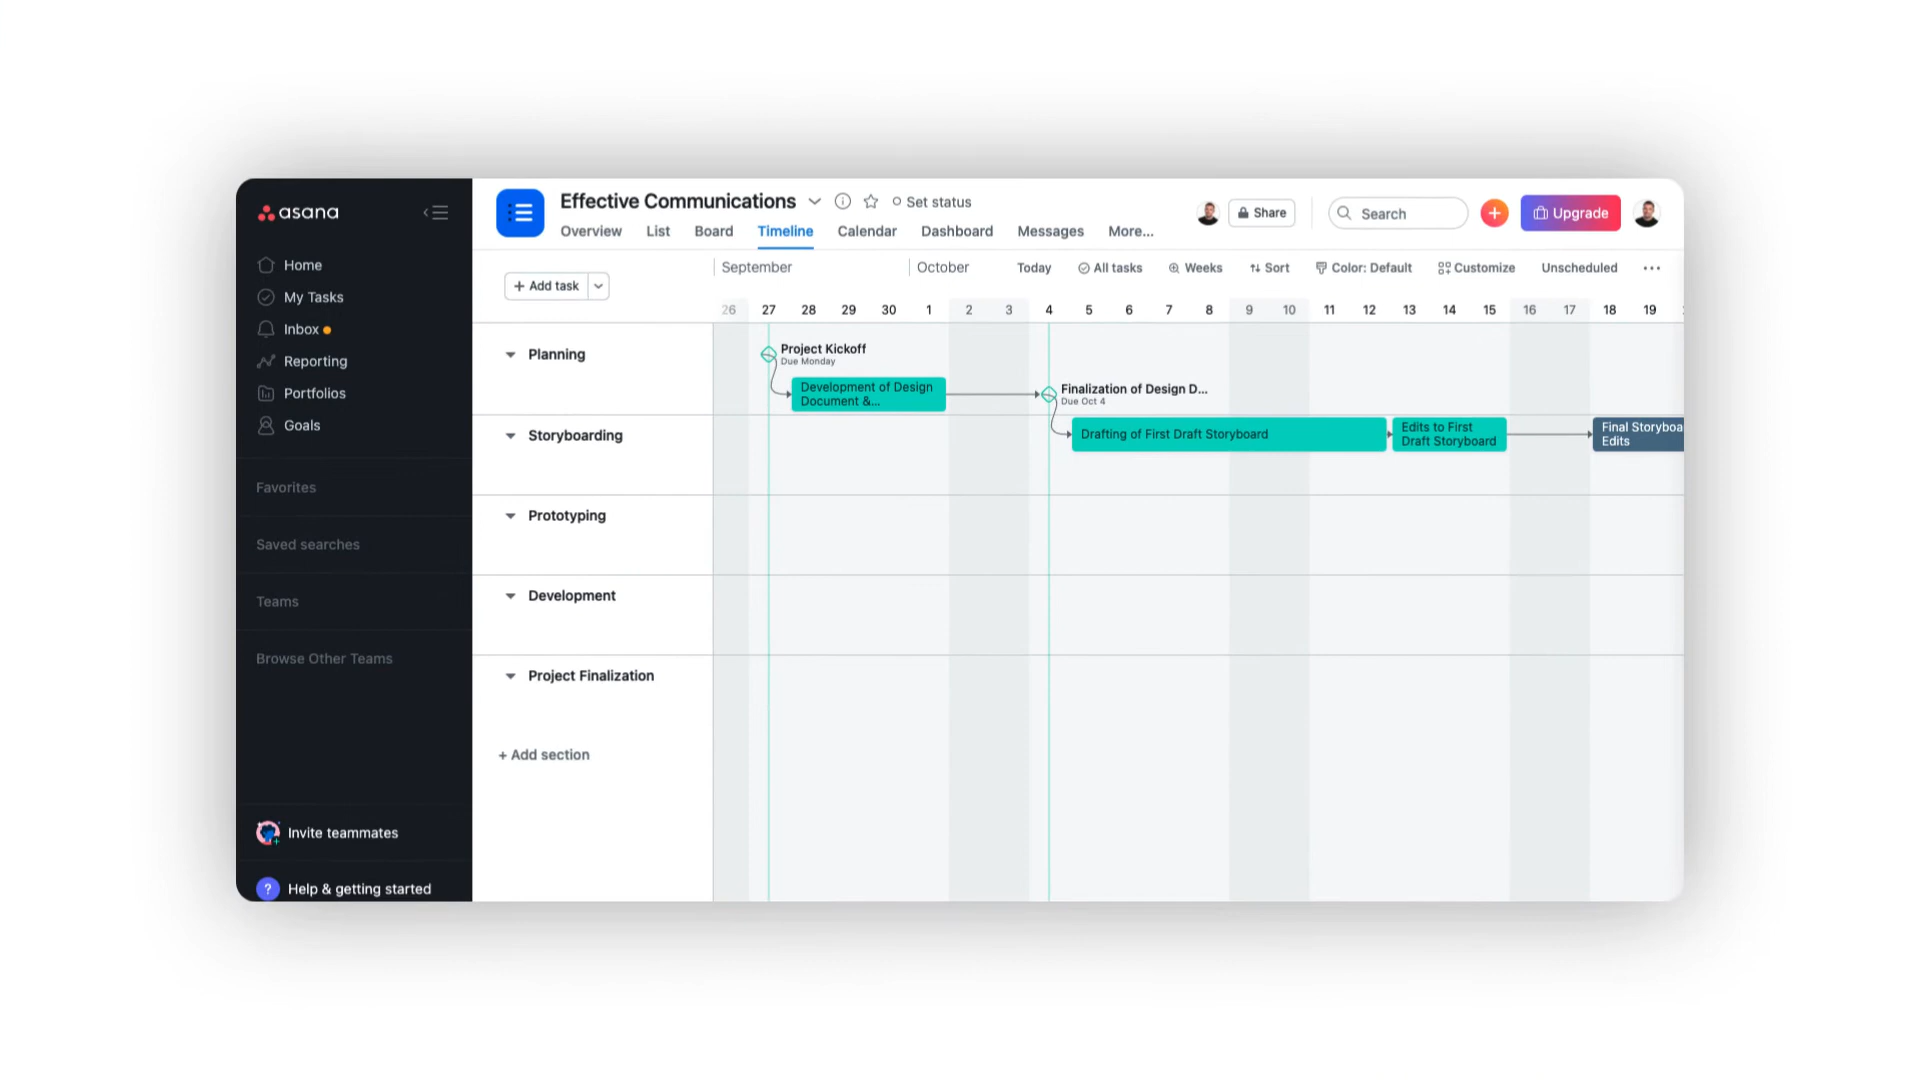 asana
Home
My Tasks
Inbox
Reporting
Portfolios
Goals
Favorites
Saved searches
Teams
Browse Other Teams
Invite teammates
? Help & getting started
Effective Communications
Set status
Overview List Board Timeline Calendar Dashboard Messages More...
Share
Search
+
Upgrade
+ Add task
September October
Today All tasks Weeks Sort Color: Default Customize Unscheduled ...
26 27 28 29 30 1 2 3 4 5 6 7 8 9 10 11 12 13 14 15 16 17 18 19
Planning
Project Kickoff
Due Monday
Development of Design
Document &...
Finalization of Design D...
Due Oct 4
Storyboarding
Drafting of First Draft Storyboard
Edits to First
Draft Storyboard
Final Storyboa
Edits
Prototyping
Development
Project Finalization
+ Add section